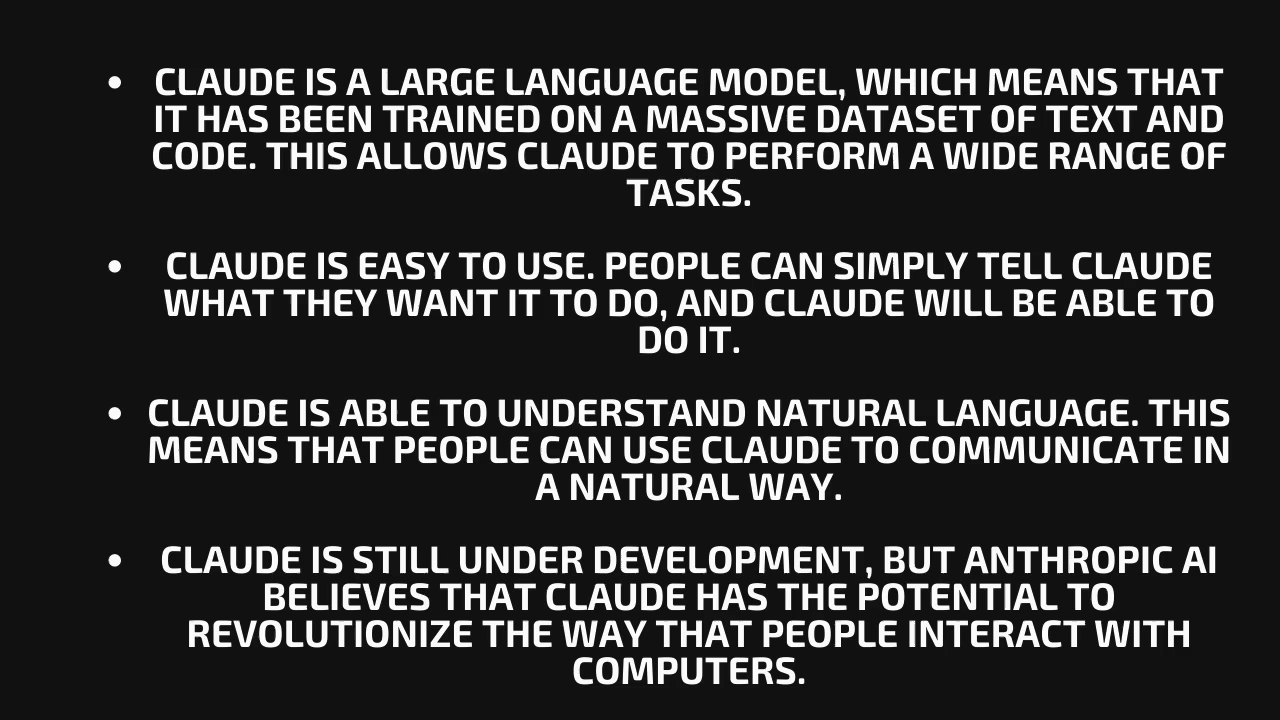 • CLAUDE IS A LARGE LANGUAGE MODEL, WHICH MEANS THAT
IT HAS BEEN TRAINED ON A MASSIVE DATASET OF TEXT AND
CODE. THIS ALLOWS CLAUDE TO PERFORM A WIDE RANGE OF
TASKS.
• CLAUDE IS EASY TO USE. PEOPLE CAN SIMPLY TELL CLAUDE
WHAT THEY WANT IT TO DO, AND CLAUDE WILL BE ABLE TO
DO IT.
• CLAUDE IS ABLE TO UNDERSTAND NATURAL LANGUAGE. THIS
MEANS THAT PEOPLE CAN USE CLAUDE TO COMMUNICATE IN
A NATURAL WAY.
• CLAUDE IS STILL UNDER DEVELOPMENT, BUT ANTHROPIC AI
BELIEVES THAT CLAUDE HAS THE POTENTIAL TO
REVOLUTIONIZE THE WAY THAT PEOPLE INTERACT WITH
COMPUTERS.